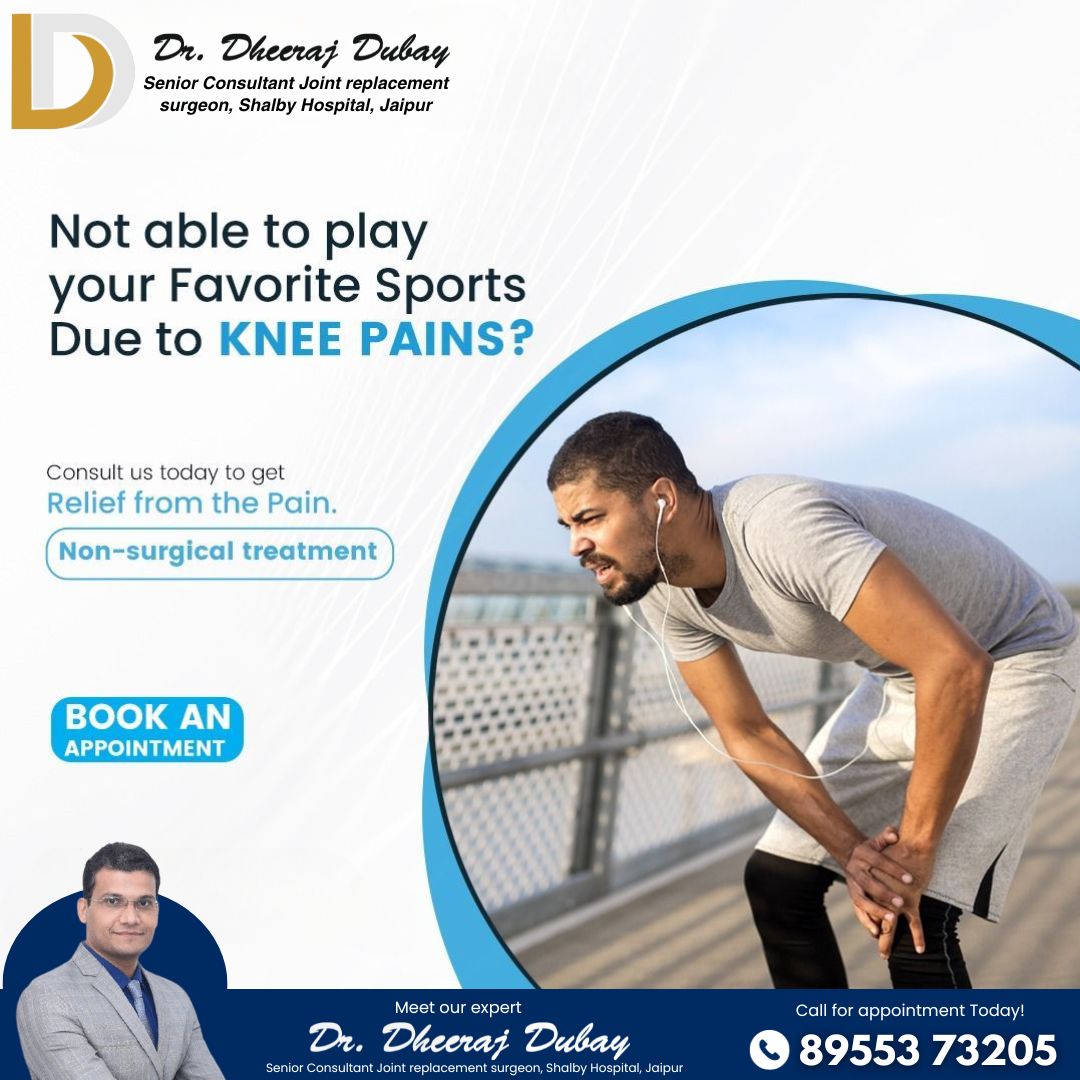 Dr. Dheeraj Dubay
Senior Consultant Joint replacement
surgeon, Shalby Hospital, Jaipur
Not able to play
your Favorite Sports
Due to KNEE PAINS?
Consult us today to get
Relief from the Pain.
Non-surgical treatment
BOOK AN
APPOINTMENT
Meet our expert
Dr. Dheeraj Dubay
Senior Consultant Joint replacement surgeon, Shalby Hospital, Jaipur
Call for appointment Today!
89553 73205